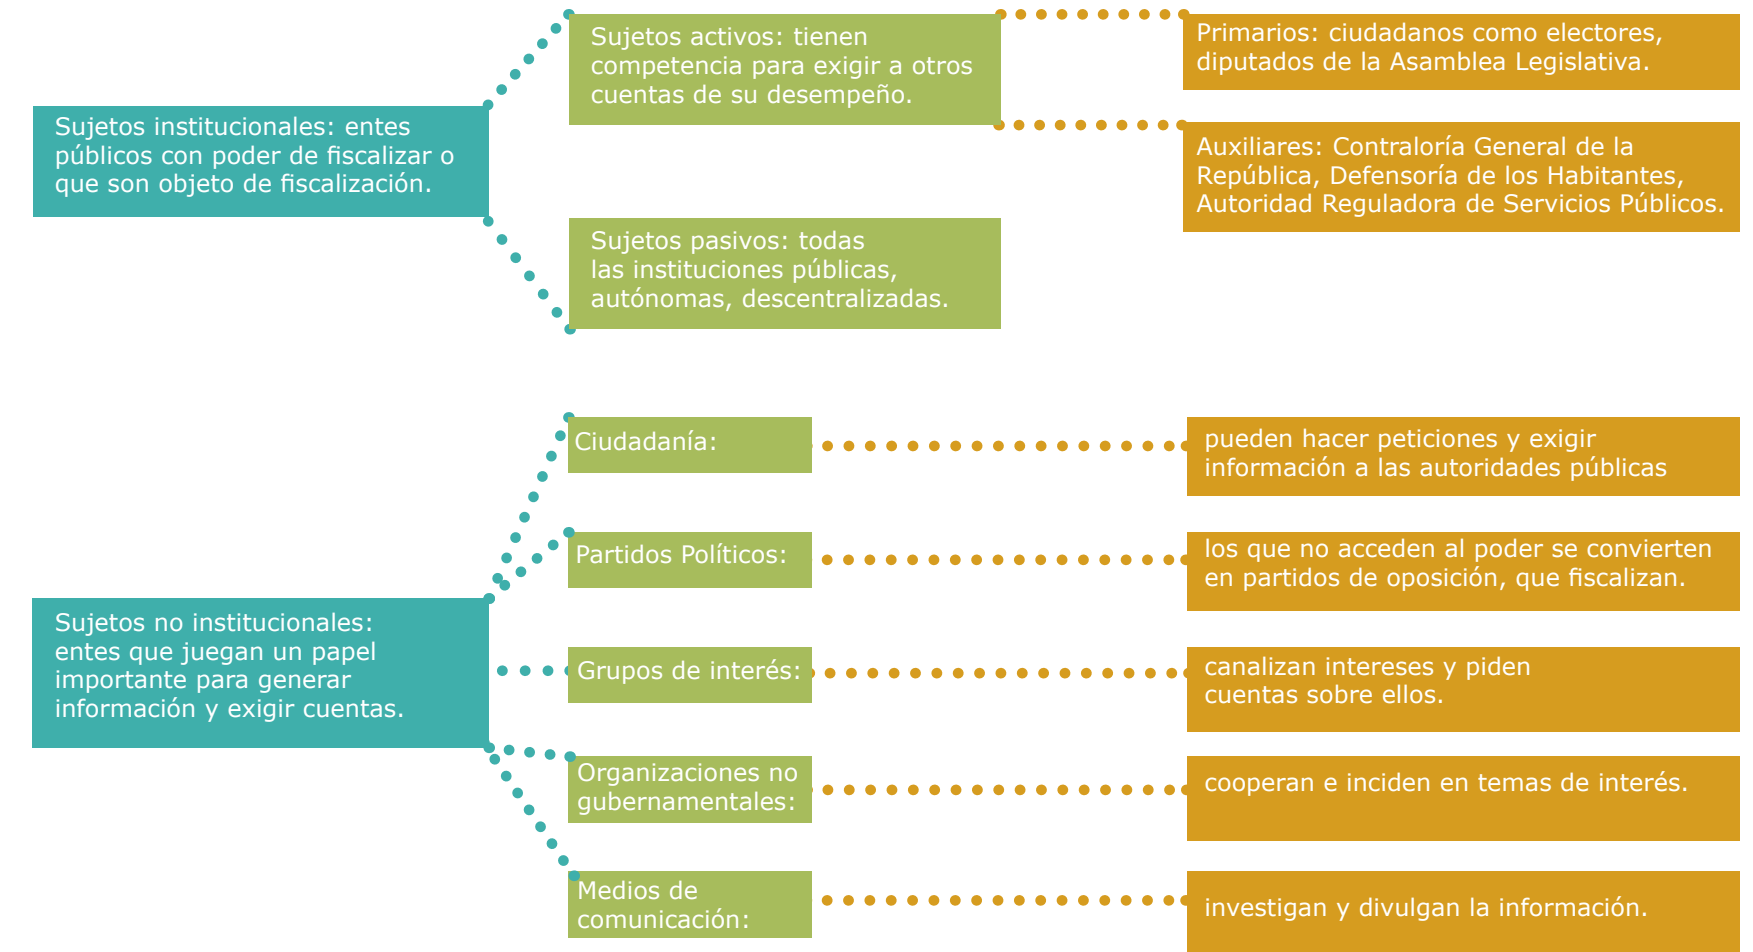 Sujetos institucionales: entes
públicos con poder de fiscalizar o
que son objeto de fiscalización.
Sujetos activos: tienen
competencia para exigir a otros
cuentas de su desempeño.
Primarios: ciudadanos como electores,
diputados de la Asamblea Legislativa.
Auxiliares: Contraloría General de la
República, Defensoría de los Habitantes,
Autoridad Reguladora de Servicios Públicos.
Sujetos pasivos: todas
las instituciones públicas,
autónomas, descentralizadas.
Sujetos no institucionales:
entes que juegan un papel
importante para generar
información y exigir cuentas.
Ciudadanía:
pueden hacer peticiones y exigir
información a las autoridades públicas
Partidos Políticos:
los que no acceden al poder se convierten
en partidos de oposición, que fiscalizan.
Grupos de interés:
canalizan intereses y piden
cuentas sobre ellos.
Organizaciones no
gubernamentales:
cooperan e inciden en temas de interés.
Medios de
comunicación:
investigan y divulgan la información.